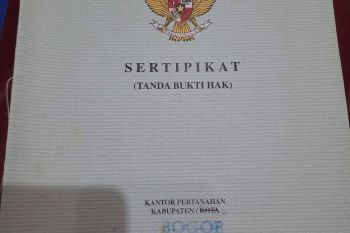 SERTIPIKAT
(TANDA BUKTI HAK)
KANTOR PERTANAHAN
KABUPATEN / KOTA
BOGOR